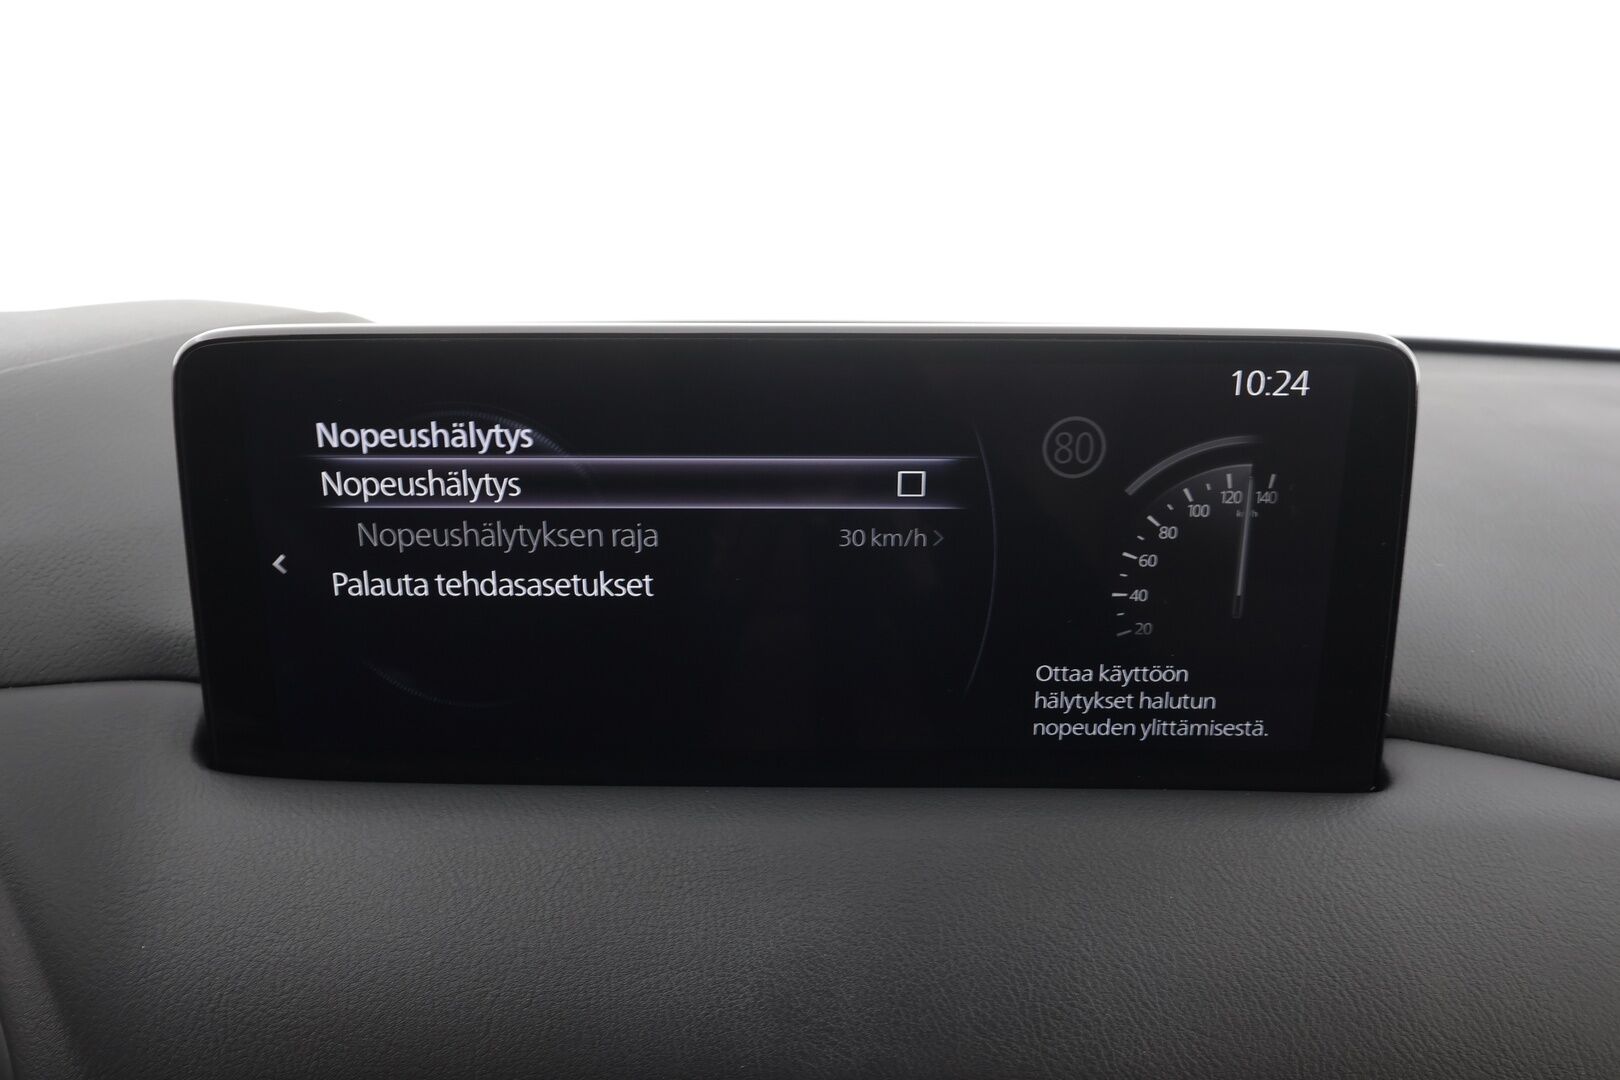 10:24
Nopeushälytys
Nopeushälytys
Nopeushälytyksen raja 30 km/h >
Palauta tehdasasetukset
80
140
120
100
80
60
40
20
km/h
Ottaa käyttöön
hälytykset halutun
nopeuden ylittämisestä.